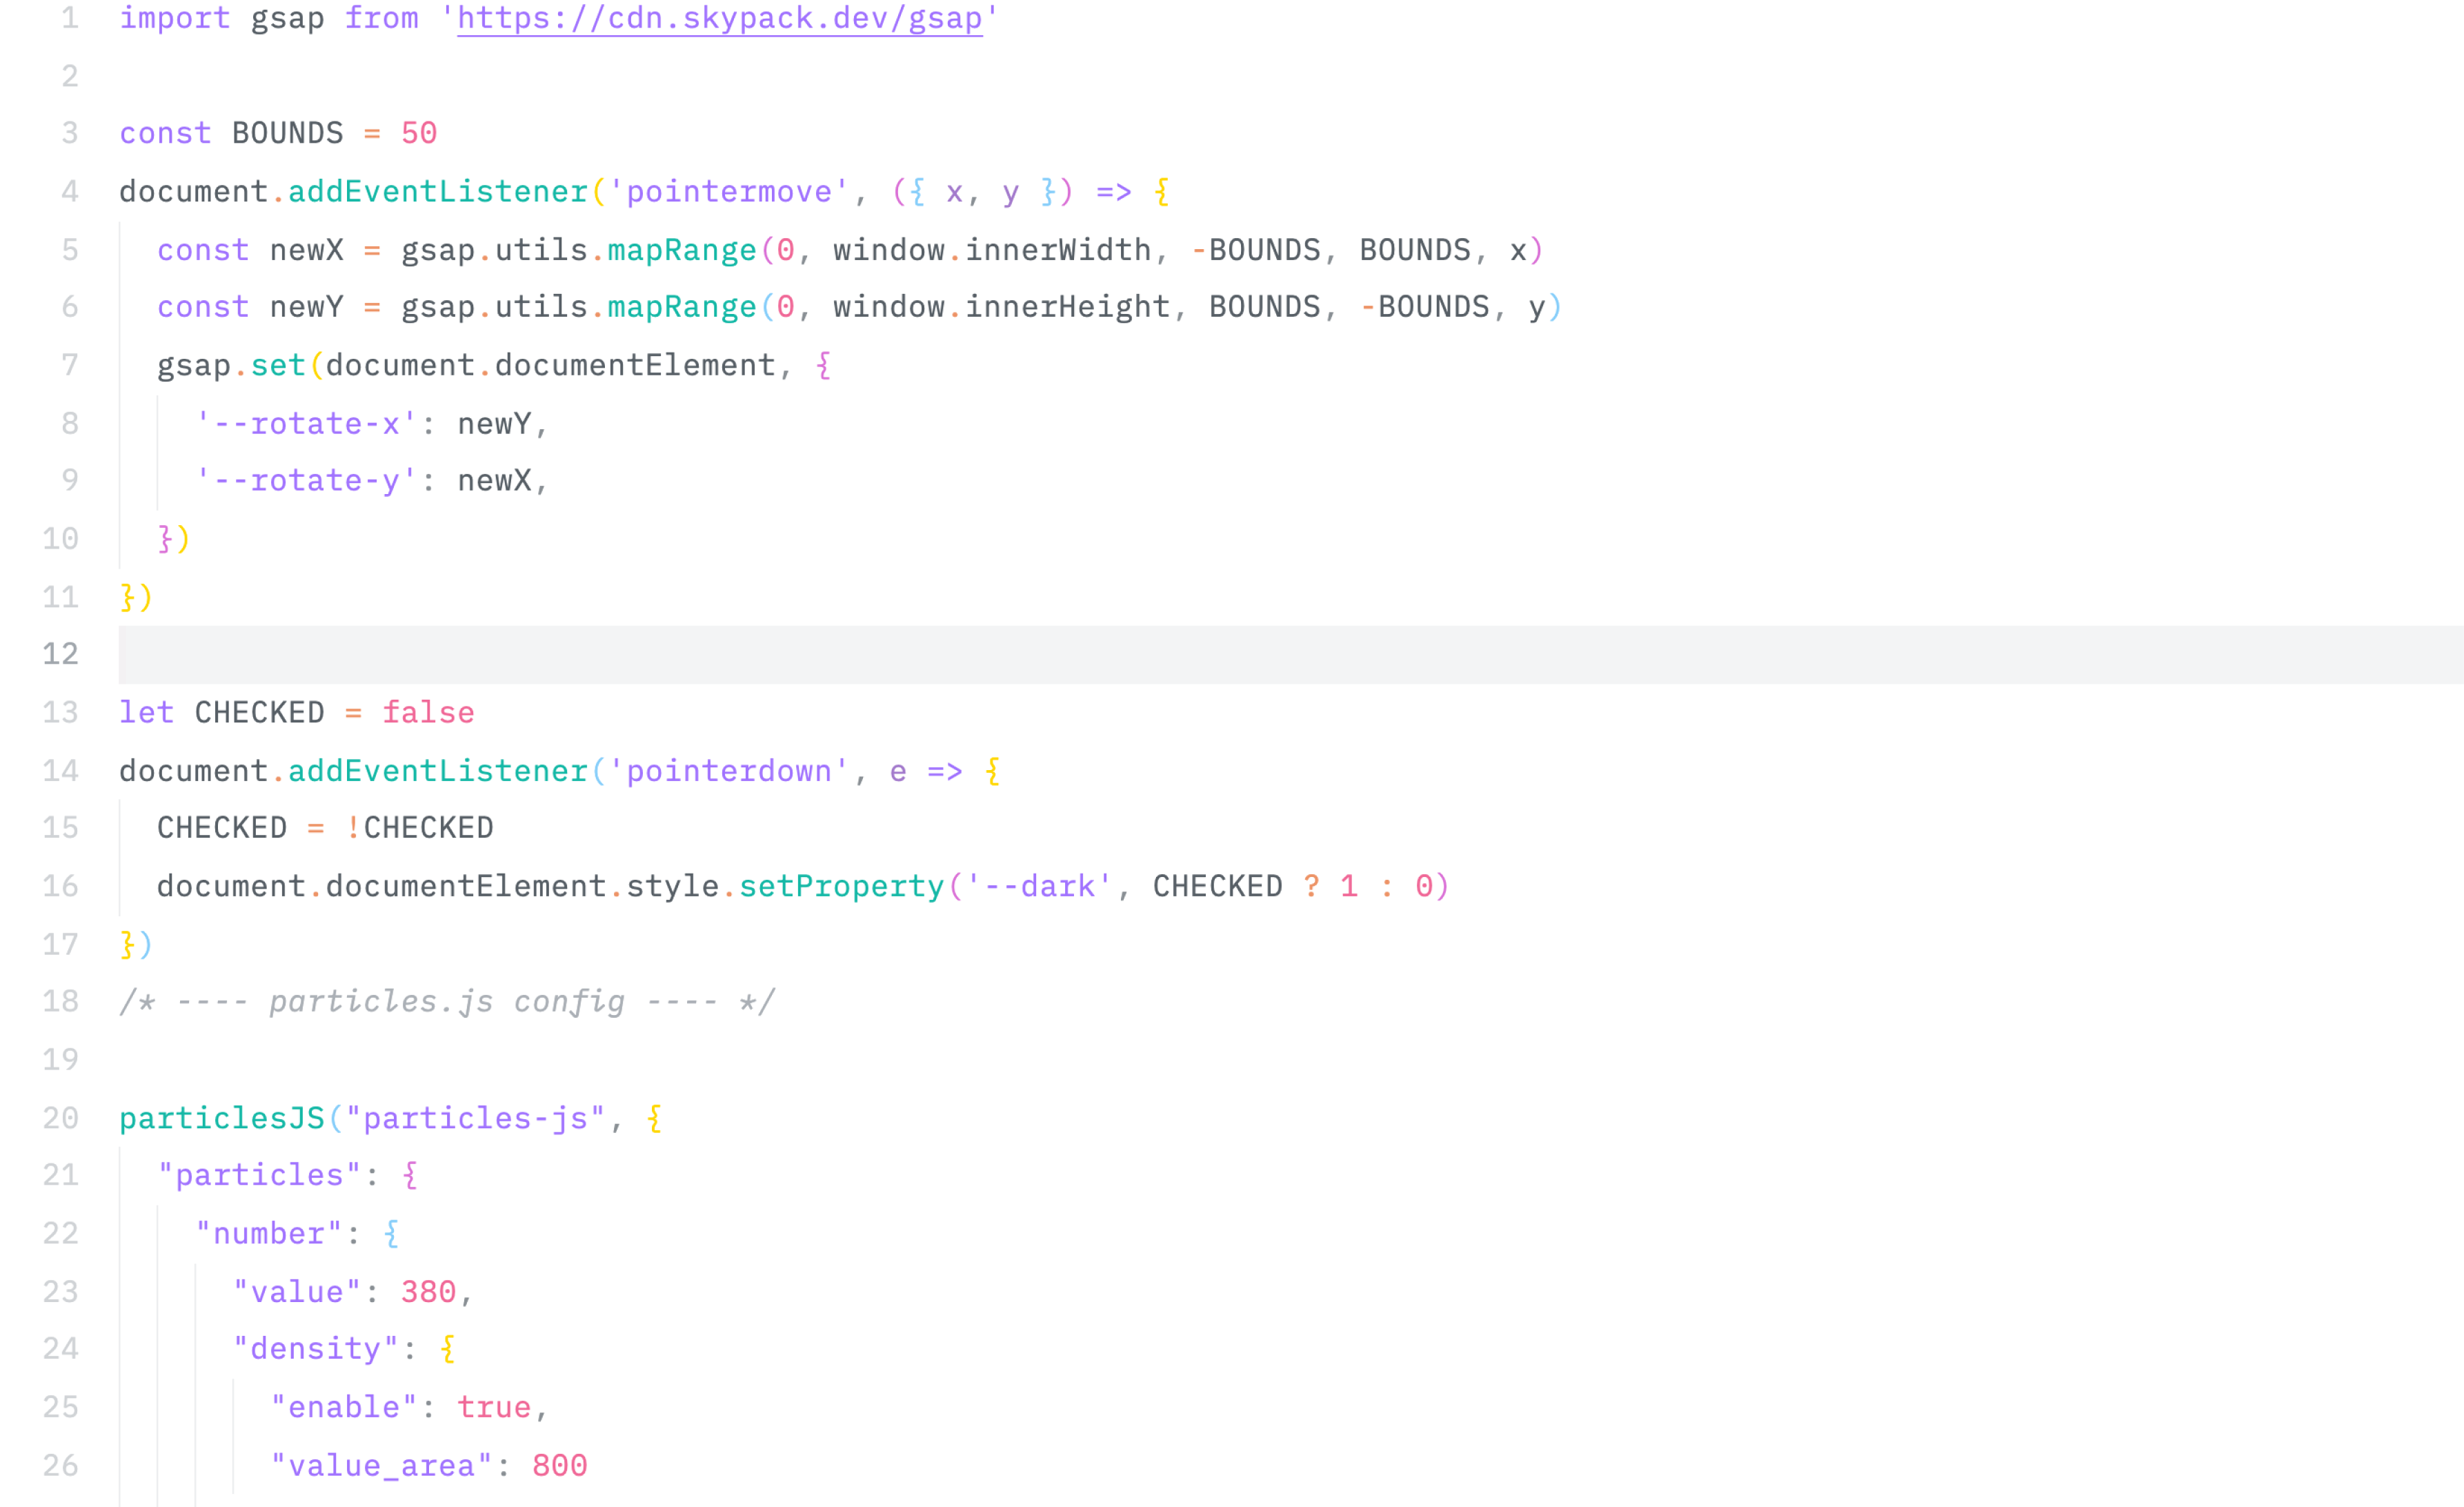 1 import gsap from 'https://cdn.skypack.dev/gsap'
2
3 const BOUNDS = 50
4 document.addEventListener('pointermove', ({ x, y }) => {
5   const newX = gsap.utils.mapRange(0, window.innerWidth, -BOUNDS, BOUNDS, x)
6   const newY = gsap.utils.mapRange(0, window.innerHeight, BOUNDS, -BOUNDS, y)
7   gsap.set(document.documentElement, {
8     '--rotate-x': newY,
9     '--rotate-y': newX,
10   })
11 })
12
13 let CHECKED = false
14 document.addEventListener('pointerdown', e => {
15   CHECKED = !CHECKED
16   document.documentElement.style.setProperty('--dark', CHECKED ? 1 : 0)
17 })
18 /* ---- particles.js config ---- */
19
20 particlesJS("particles-js", {
21   "particles": {
22     "number": {
23       "value": 380,
24       "density": {
25         "enable": true,
26         "value_area": 800